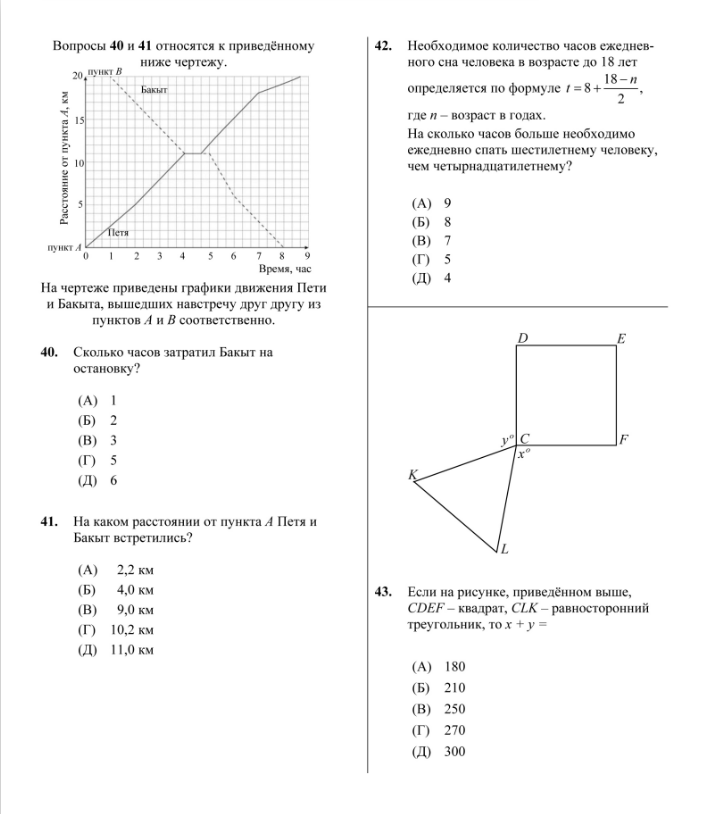 Вопросы 40 и 41 относятся к приведённому
ниже чертежу.
пункт B
20
Бакыт
15
10
5
Расстояние от пункта A, км
Петя
пункт A
0 1 2 3 4 5 6 7 8 9
Время, час
На чертеже приведены графики движения Пети
и Бакыта, вышедших навстречу друг другу из
пунктов A и B соответственно.
40. Сколько часов затратил Бакыт на
остановку?
(А) 1
(Б) 2
(В) 3
(Г) 5
(Д) 6
41. На каком расстоянии от пункта A Петя и
Бакыт встретились?
(А) 2,2 км
(Б) 4,0 км
(В) 9,0 км
(Г) 10,2 км
(Д) 11,0 км
42. Необходимое количество часов ежеднев-
ного сна человека в возрасте до 18 лет
определяется по формуле t = 8 + (18 − n)/2,
где n – возраст в годах.
На сколько часов больше необходимо
ежедневно спать шестилетнему человеку,
чем четырнадцатилетнему?
(А) 9
(Б) 8
(В) 7
(Г) 5
(Д) 4
D E
y° C F
x°
K
L
43. Если на рисунке, приведённом выше,
CDEF – квадрат, CLK – равносторонний
треугольник, то x + y =
(А) 180
(Б) 210
(В) 250
(Г) 270
(Д) 300